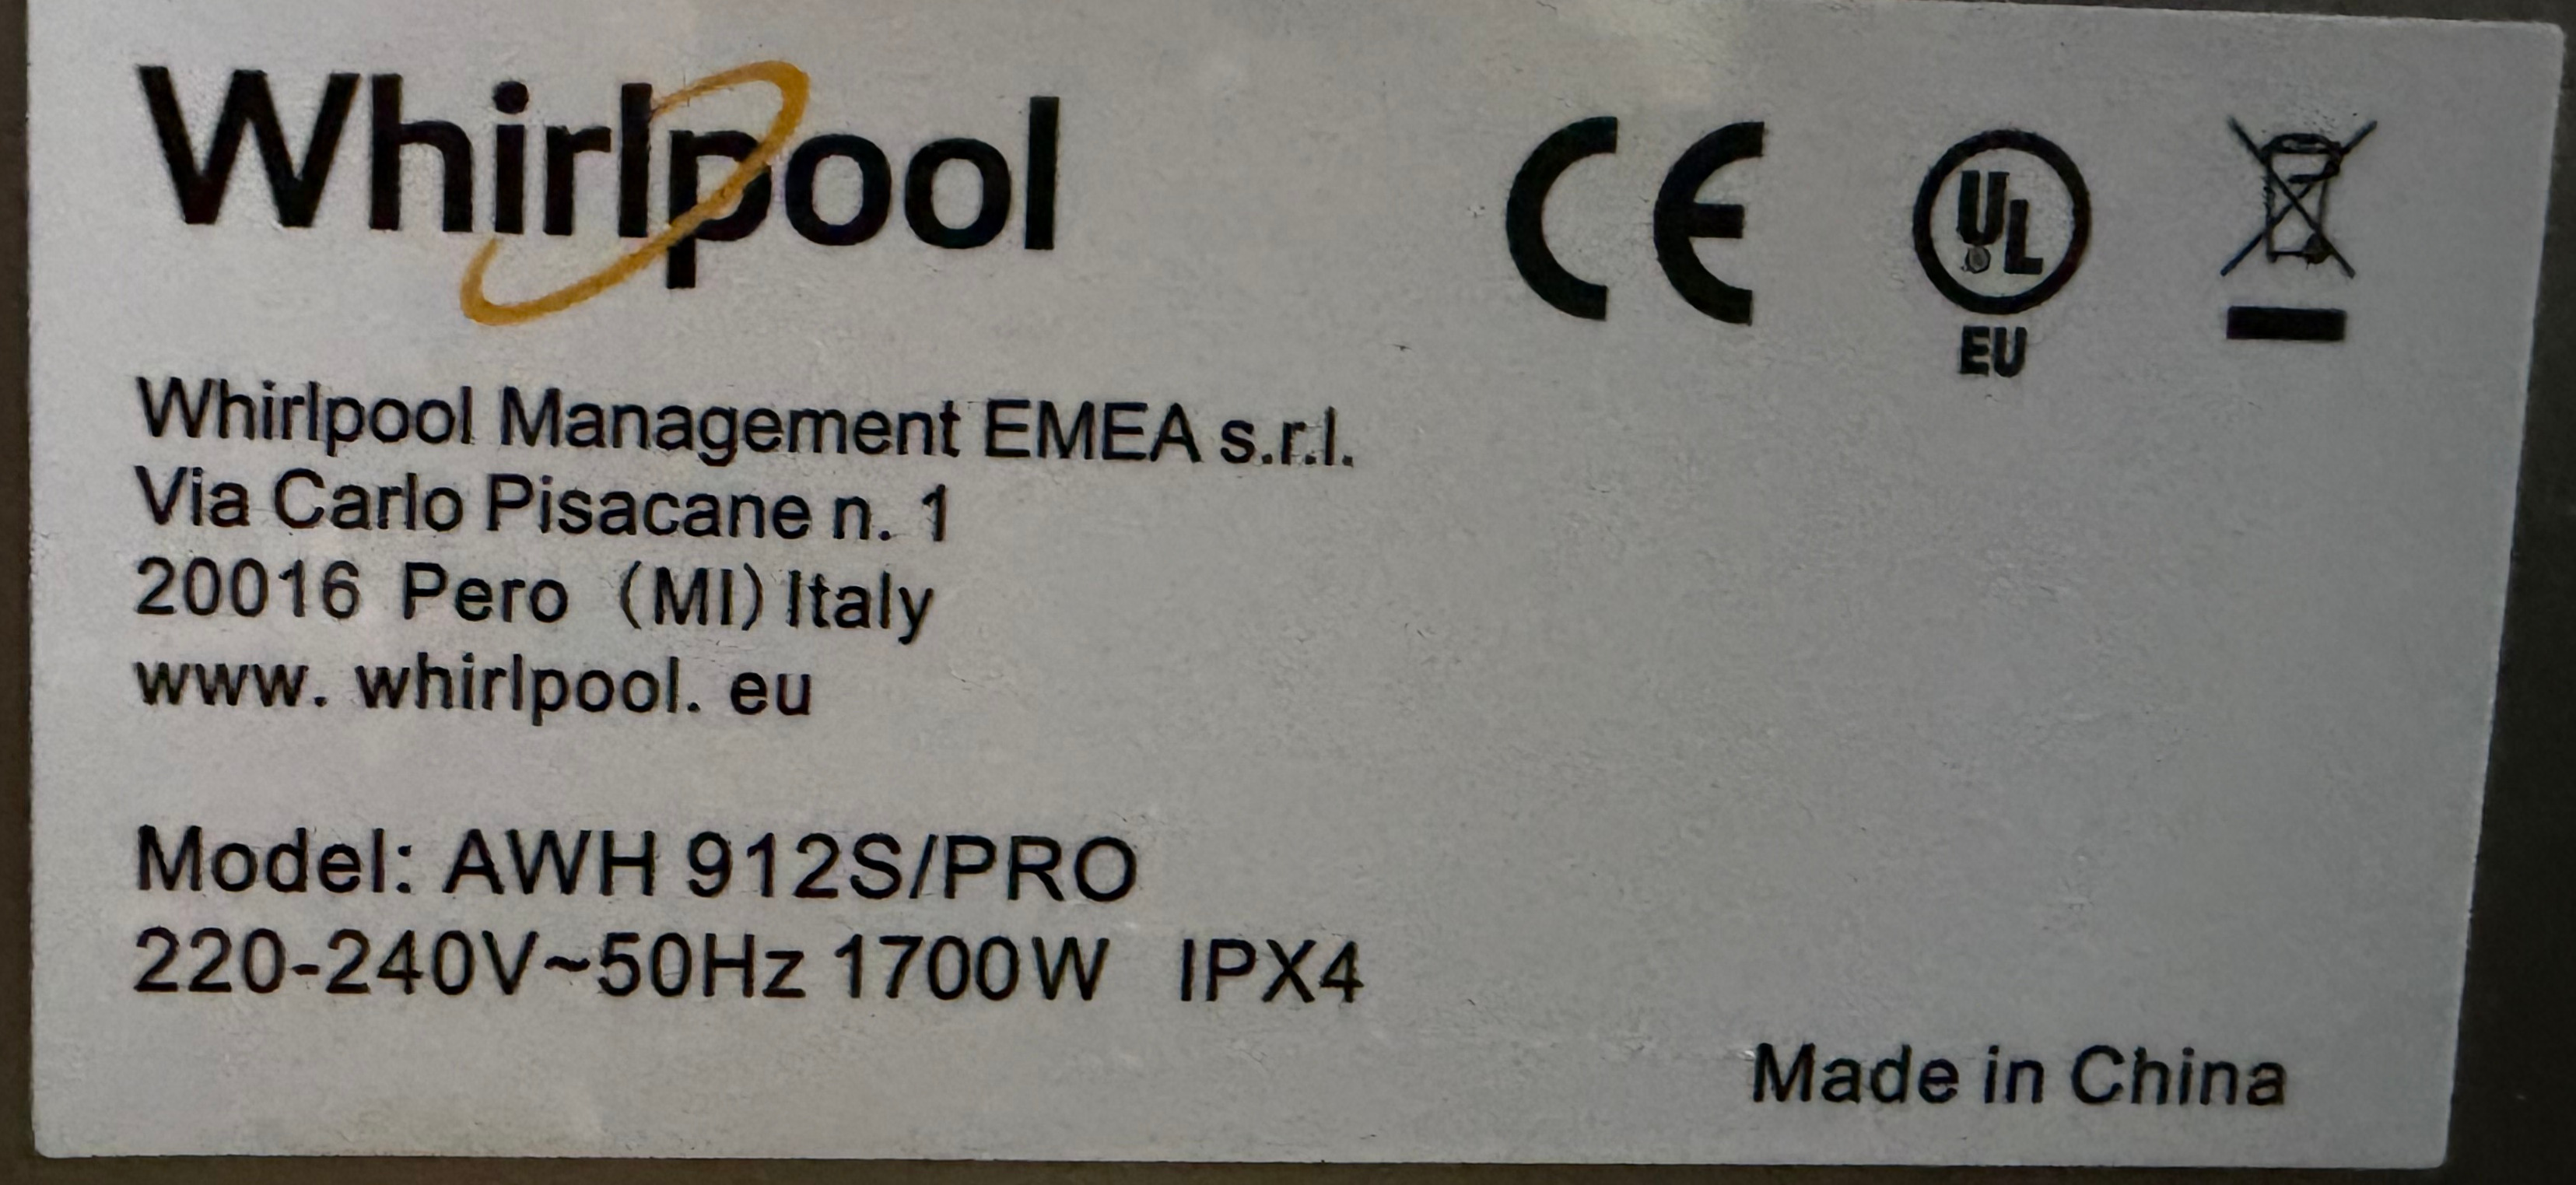 Whirlpool
CE UL
EU
Whirlpool Management EMEA s.r.l.
Via Carlo Pisacane n. 1
20016 Pero (MI) Italy
www. whirlpool. eu
Model: AWH 912S/PRO
220-240V~50Hz 1700W IPX4
Made in China